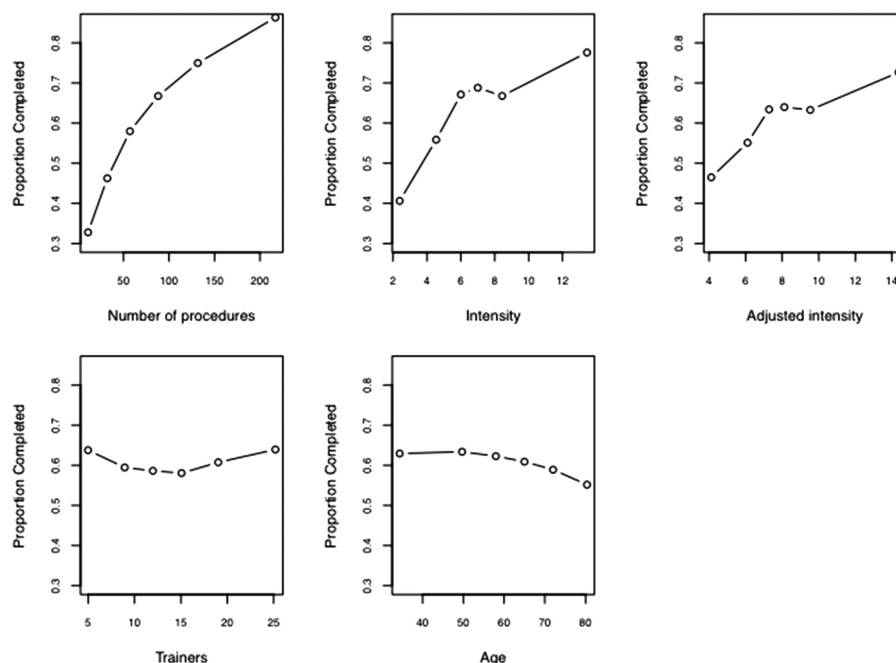 Proportion Completed
0.8
0.7
0.6
0.5
0.4
0.3
50 100 150 200
Number of procedures
Proportion Completed
0.8
0.7
0.6
0.5
0.4
0.3
2 4 6 8 10 12
Intensity
Proportion Completed
0.8
0.7
0.6
0.5
0.4
0.3
4 6 8 10 12 14
Adjusted intensity
Proportion Completed
0.8
0.7
0.6
0.5
0.4
0.3
5 10 15 20 25
Trainers
Proportion Completed
0.8
0.7
0.6
0.5
0.4
0.3
40 50 60 70 80
Age